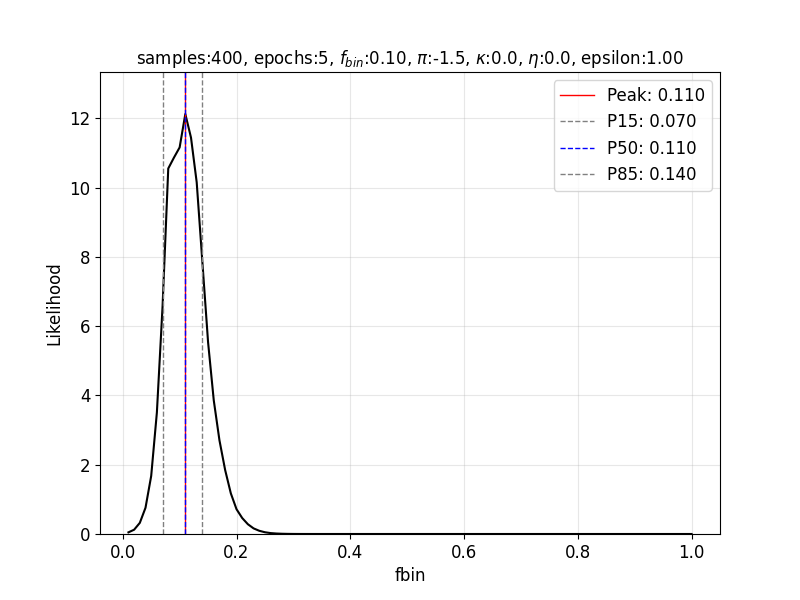 samples:400, epochs:5, f_bin:0.10, π:-1.5, κ:0.0, η:0.0, epsilon:1.00
Peak: 0.110
P15: 0.070
P50: 0.110
P85: 0.140
Likelihood
12
10
8
6
4
2
0
0.0 0.2 0.4 0.6 0.8 1.0
fbin